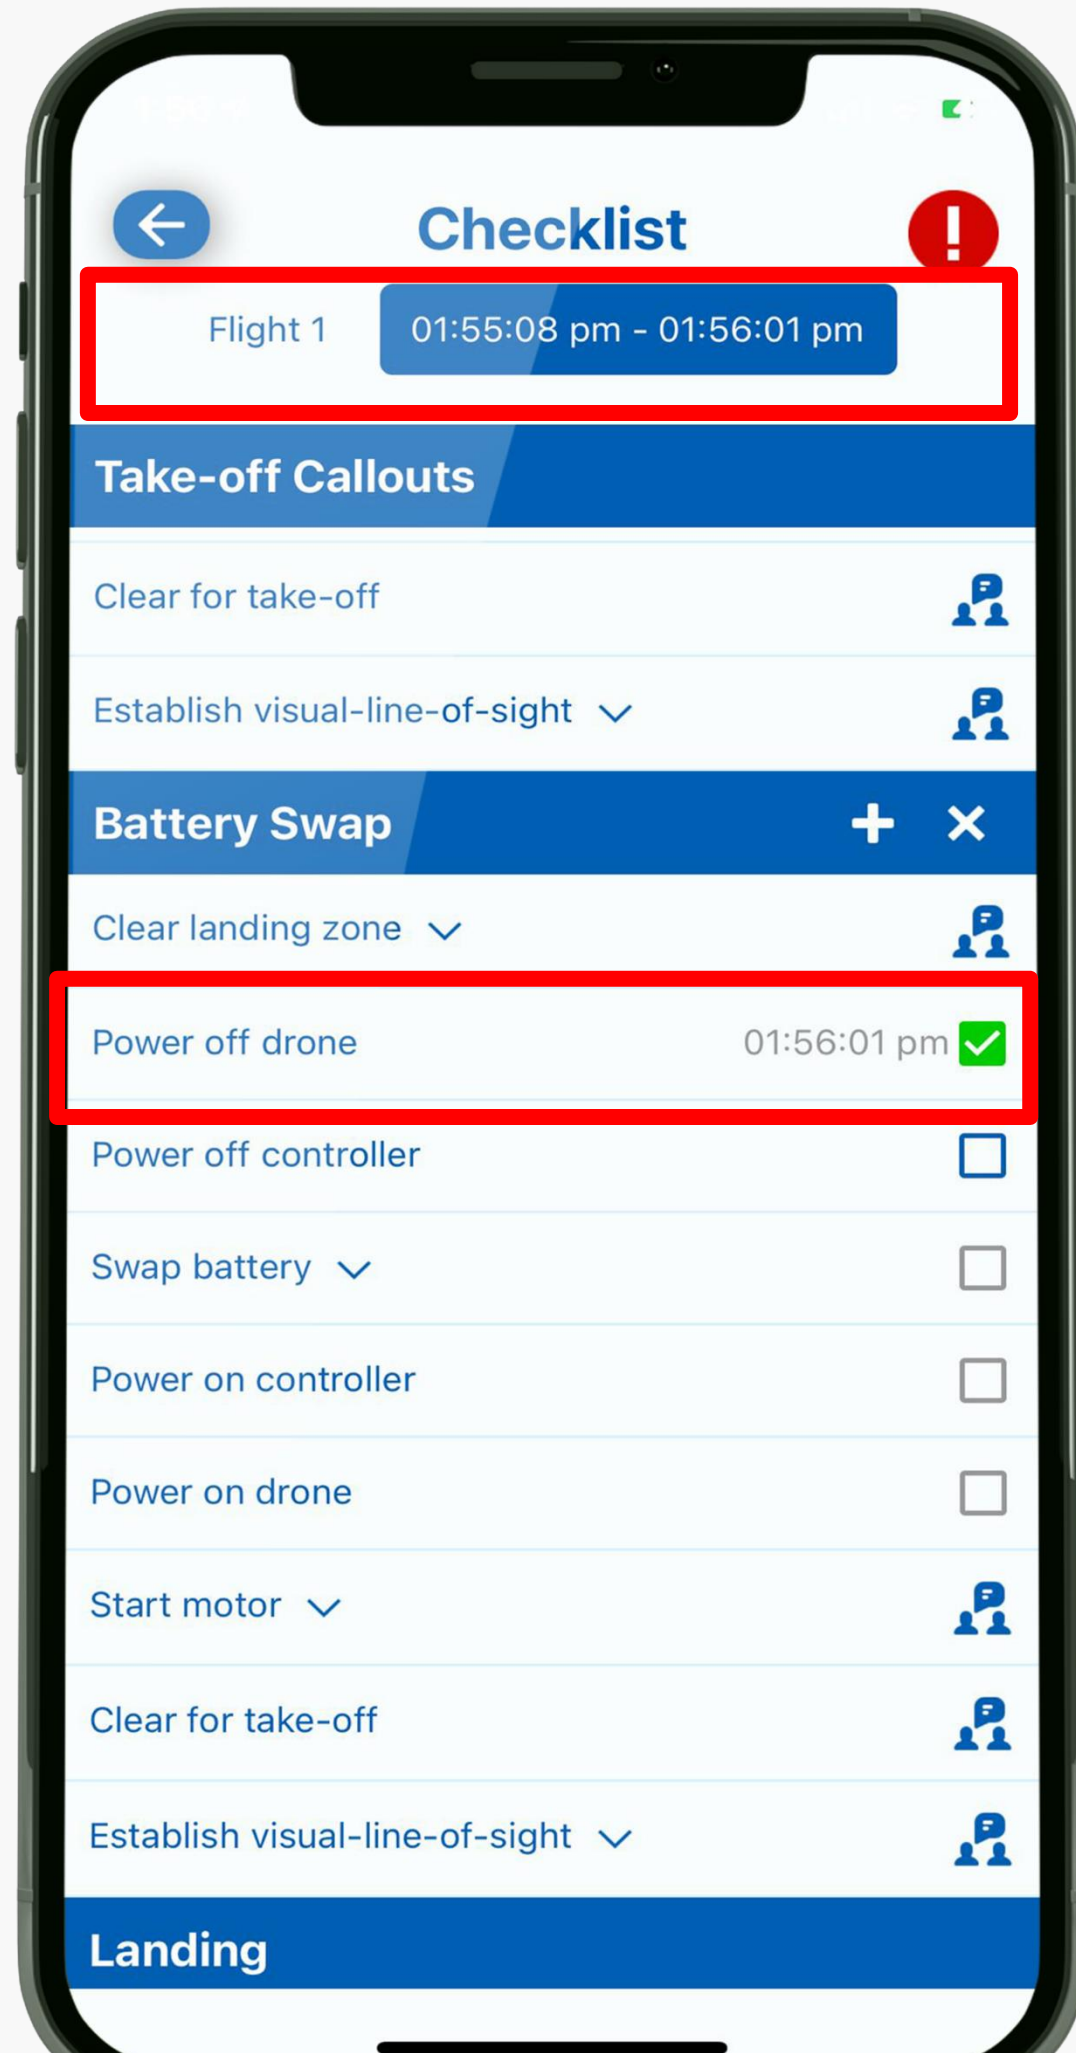 Checklist
Flight 1 01:55:08 pm - 01:56:01 pm
Take-off Callouts
Clear for take-off
Establish visual-line-of-sight
Battery Swap
Clear landing zone
Power off drone 01:56:01 pm
Power off controller
Swap battery
Power on controller
Power on drone
Start motor
Clear for take-off
Establish visual-line-of-sight
Landing